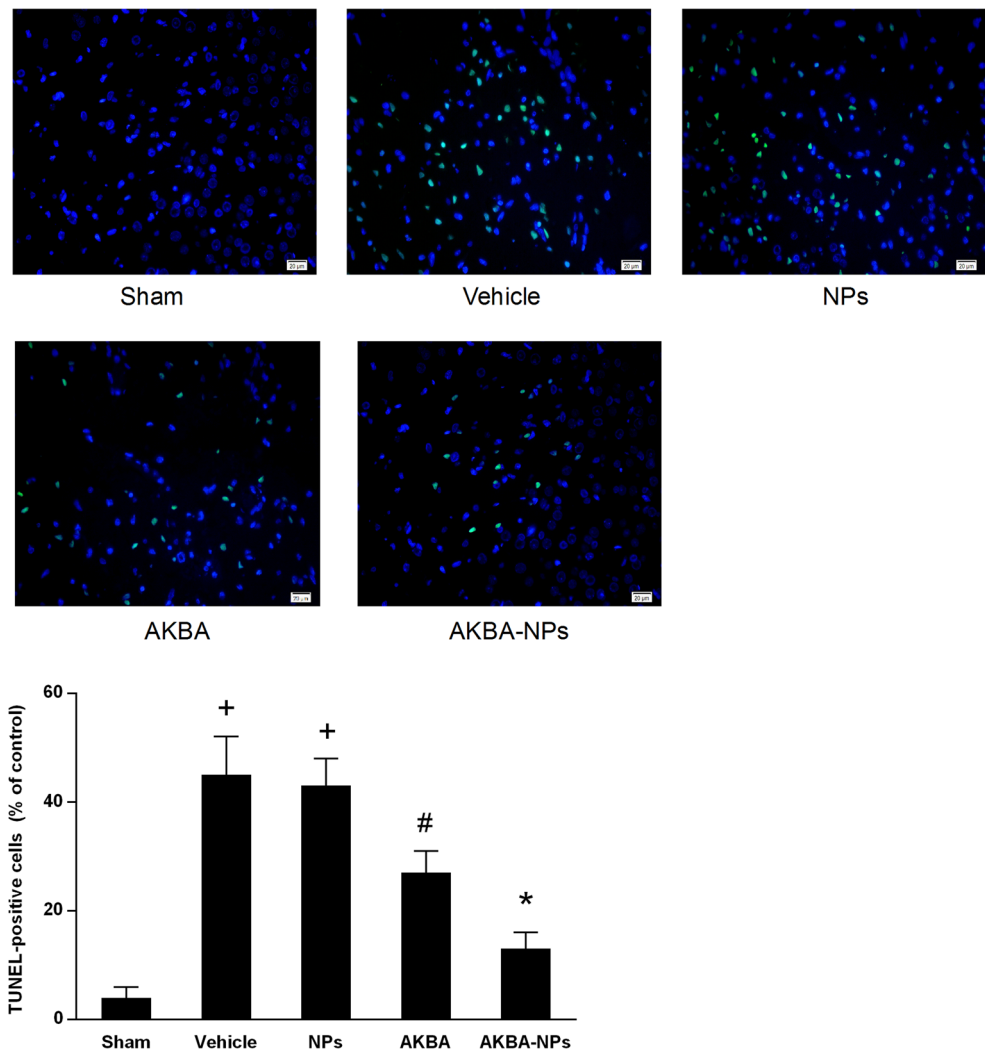 20 µm
20 µm
20 µm
Sham
Vehicle
NPs
20 µm
20 µm
AKBA
AKBA-NPs
TUNEL-positive cells (% of control)
60
40
20
0
+
+
#
*
Sham
Vehicle
NPs
AKBA
AKBA-NPs